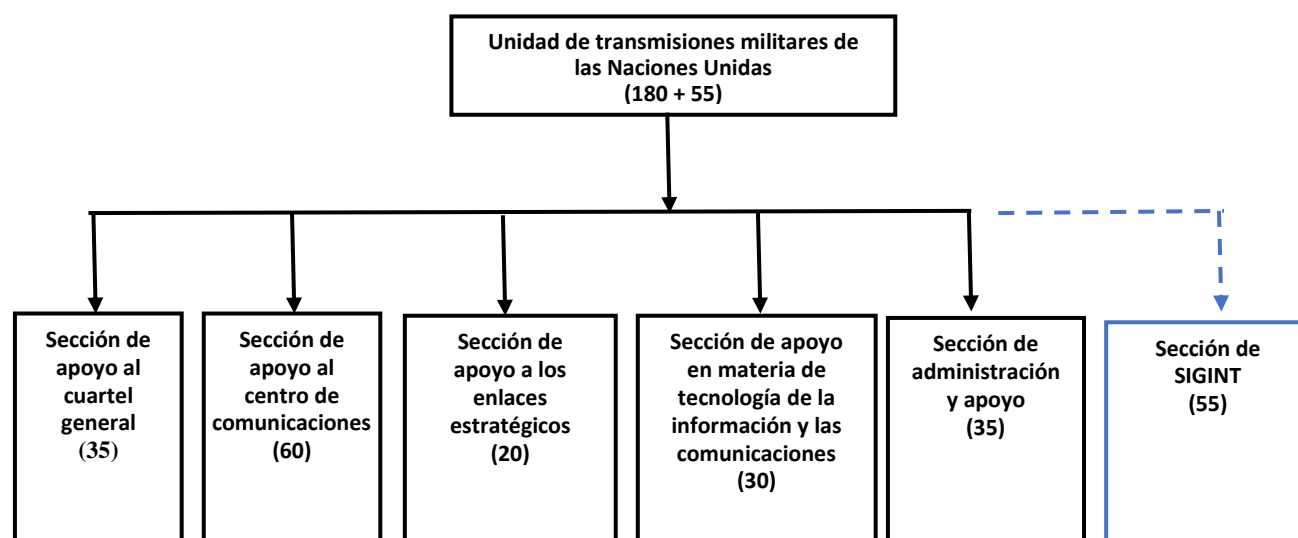 Unidad de transmisiones militares de
las Naciones Unidas
(180 + 55)
Sección de
apoyo al
cuartel
general
(35)
Sección de
apoyo al
centro de
comunicaciones
(60)
Sección de
apoyo a los
enlaces
estratégicos
(20)
Sección de apoyo
en materia de
tecnología de la
información y las
comunicaciones
(30)
Sección de
administración
y apoyo
(35)
Sección de
SIGINT
(55)